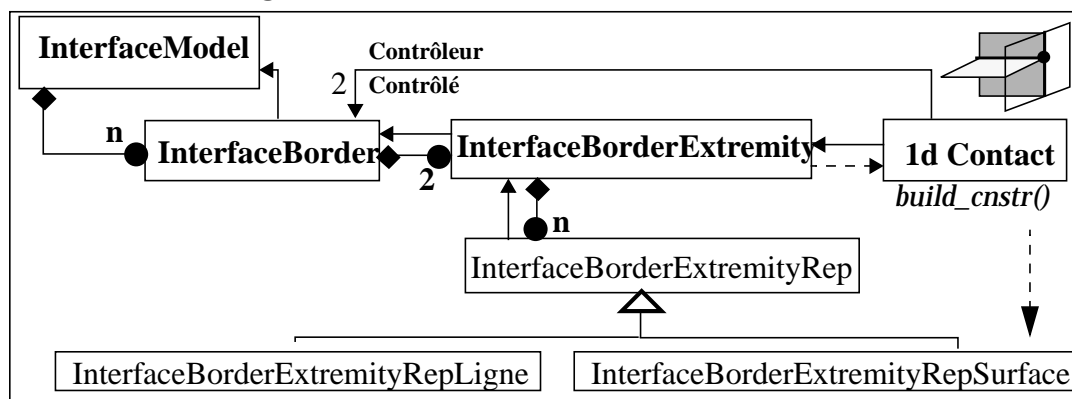 InterfaceModel
Contrôleur
2 Contrôlé
n
InterfaceBorder
2
InterfaceBorderExtremity
1d Contact
build_cnstr()
n
InterfaceBorderExtremityRep
InterfaceBorderExtremityRepLigne
InterfaceBorderExtremityRepSurface